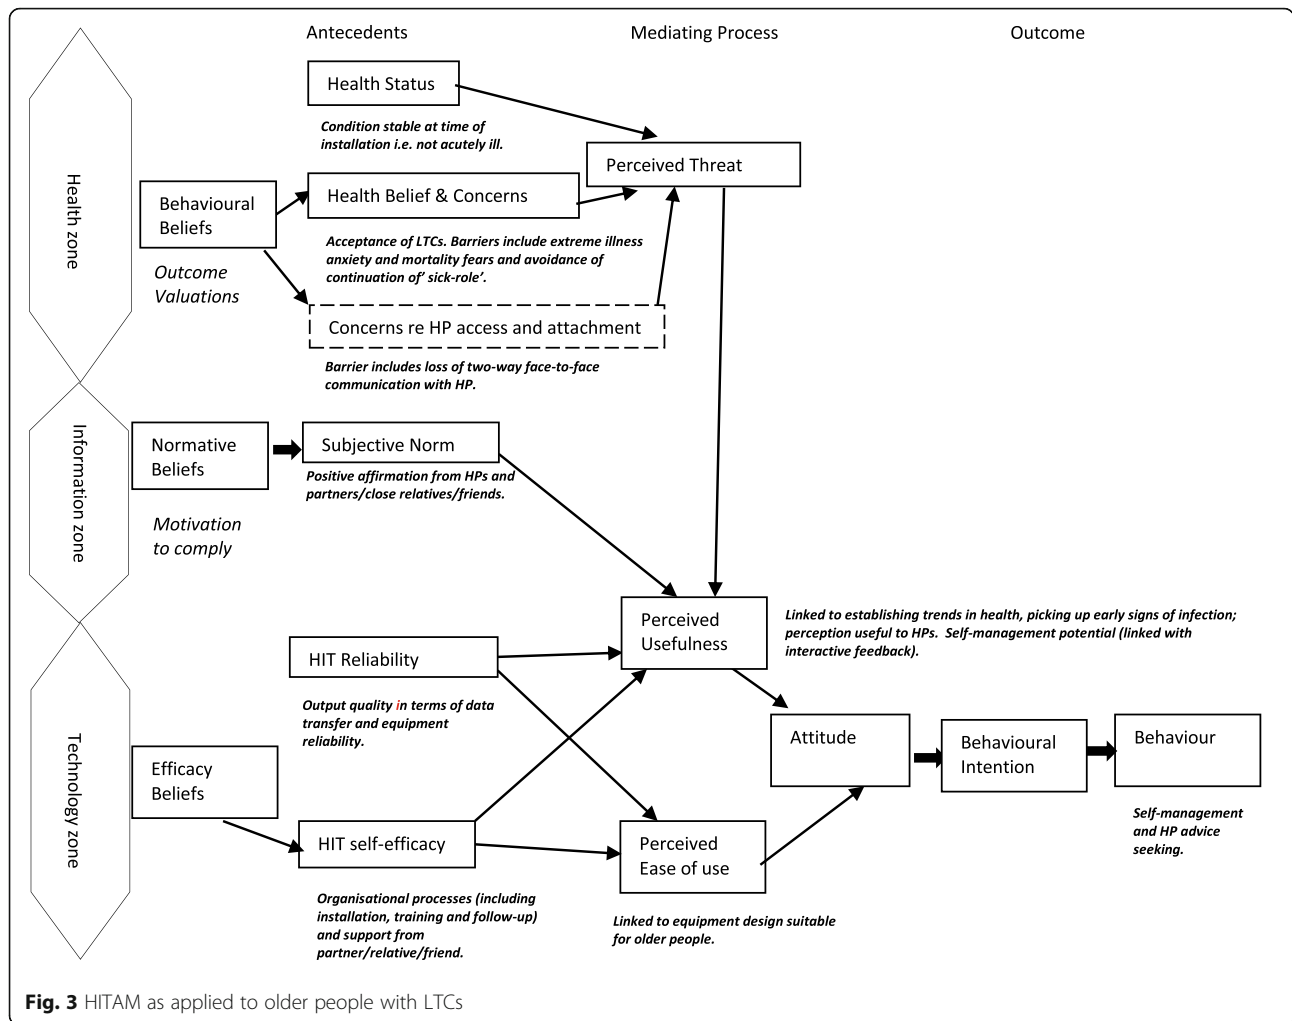 Antecedents
Mediating Process
Outcome
Health zone
Health Status
Condition stable at time of
installation i.e. not acutely ill.
Perceived Threat
Behavioural
Beliefs
Outcome
Valuations
Health Belief & Concerns
Acceptance of LTCs. Barriers include extreme illness
anxiety and mortality fears and avoidance of
continuation of’ sick-role’.
Concerns re HP access and attachment
Barrier includes loss of two-way face-to-face
communication with HP.
Information zone
Normative
Beliefs
Motivation
to comply
Subjective Norm
Positive affirmation from HPs and
partners/close relatives/friends.
Perceived
Usefulness
Linked to establishing trends in health, picking up early signs of infection;
perception useful to HPs.  Self-management potential (linked with
interactive feedback).
Technology zone
HIT Reliability
Output quality in terms of data
transfer and equipment
reliability.
Efficacy
Beliefs
HIT self-efficacy
Organisational processes (including
installation, training and follow-up)
and support from
partner/relative/friend.
Perceived
Ease of use
Linked to equipment design suitable
for older people.
Attitude
Behavioural
Intention
Behaviour
Self-management
and HP advice
seeking.
Fig. 3 HITAM as applied to older people with LTCs